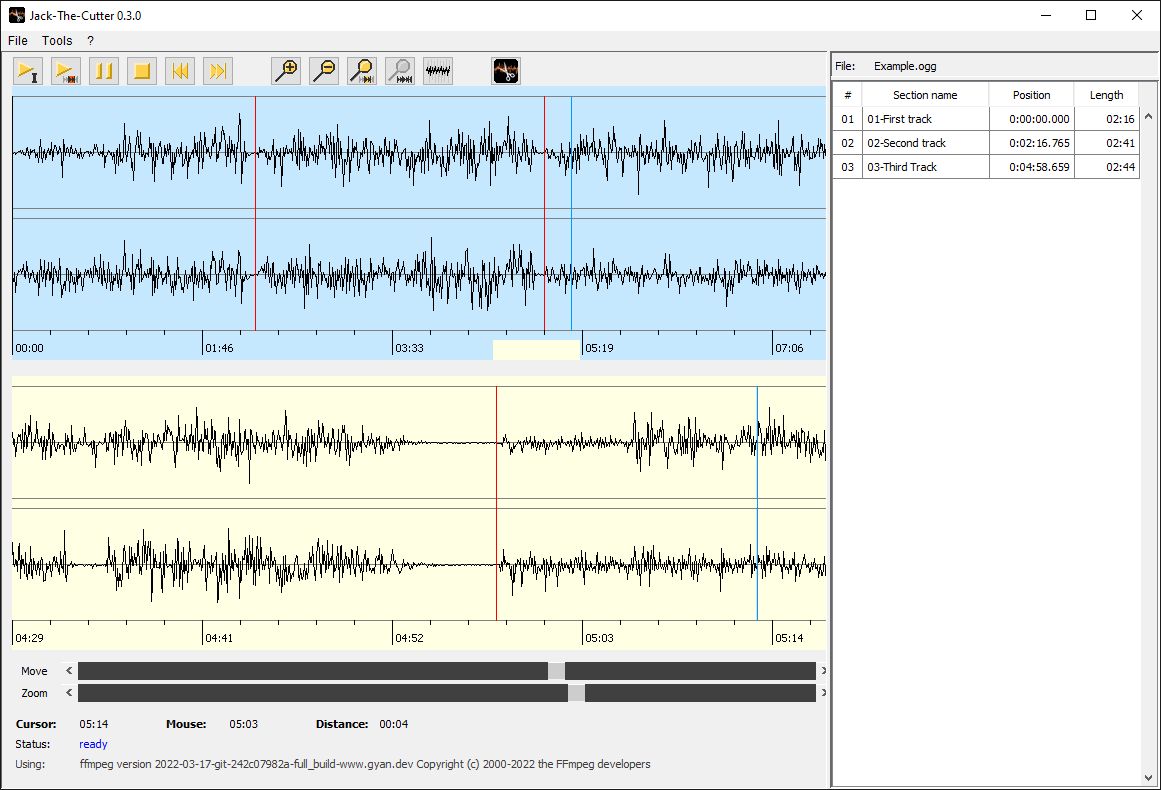 Jack-The-Cutter 0.3.0
File Tools ?
File: Example.ogg
# Section name Position Length
01 01-First track 0:00:00.000 02:16
02 02-Second track 0:02:16.765 02:41
03 03-Third Track 0:04:58.659 02:44
00:00 01:46 03:33 05:19 07:06
04:29 04:41 04:52 05:03 05:14
Move < >
Zoom < >
Cursor: 05:14 Mouse: 05:03 Distance: 00:04
Status: ready
Using: ffmpeg version 2022-03-17-git-242c07982a-full_build-www.gyan.dev Copyright (c) 2000-2022 the FFmpeg developers